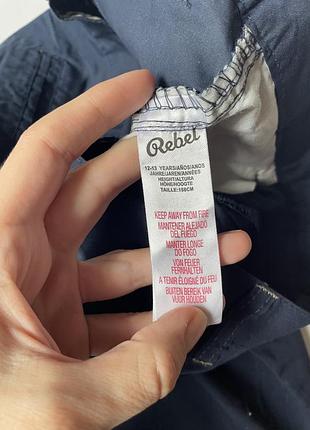 Rebel
12-13 YEARS/AÑOS/ANOS
JAHRE/JAREN/ANNÉES
HEIGHT/ALTURA
HÖHE/HOOGTE
TAILLE:158CM
KEEP AWAY FROM FIRE
MANTENER ALEJADO
DEL FUEGO
MANTER LONGE
DO FOGO
VON FEUER
FERNHALTEN
A TENIR ÉLOIGNÉ DU FEU
BUITEN BEREIK VAN
VUUR HOUDEN